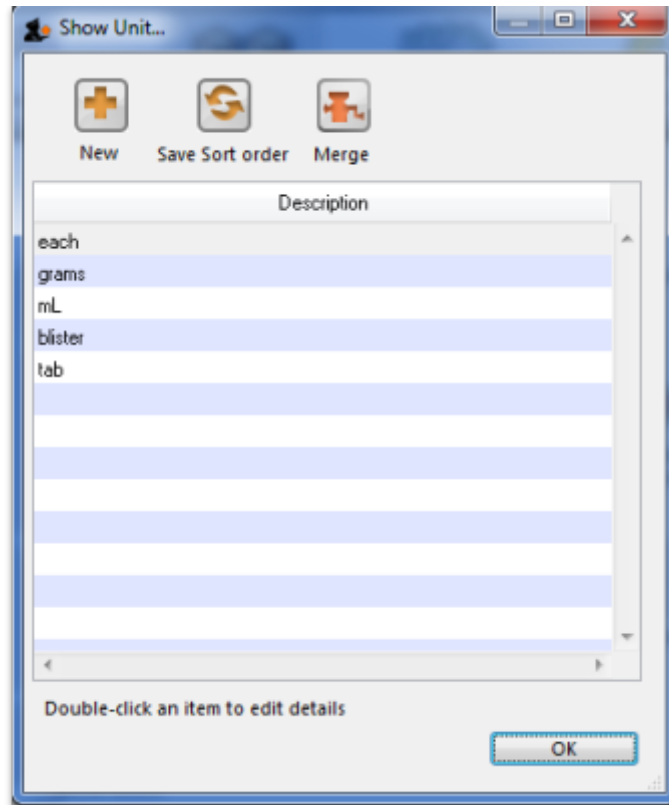 Show Unit...
New Save Sort order Merge
Description
each
grams
mL
blister
tab
Double-click an item to edit details
OK